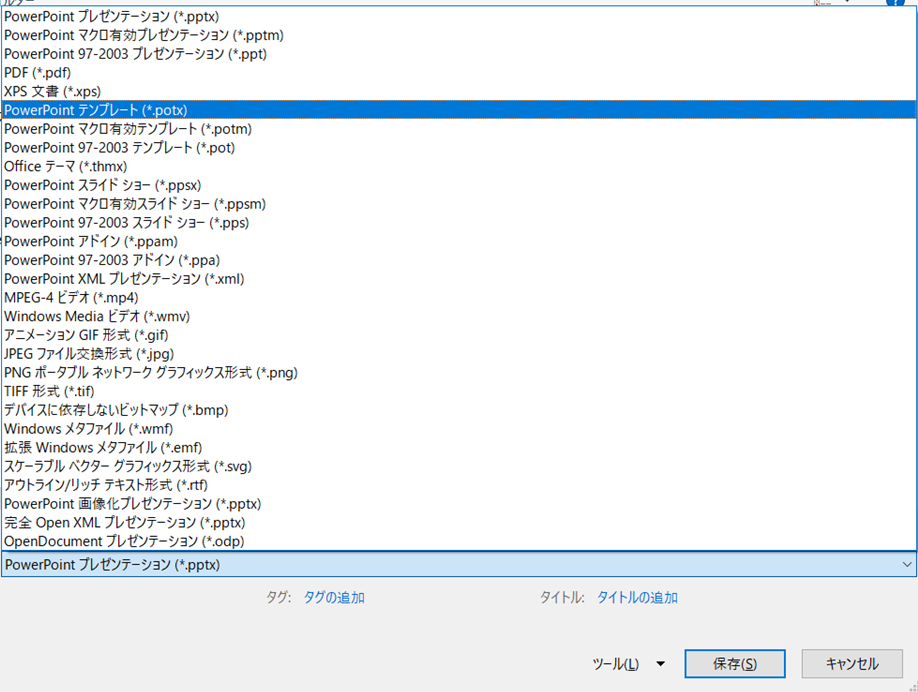 PowerPoint プレゼンテーション (*.pptx)
PowerPoint マクロ有効プレゼンテーション (*.pptm)
PowerPoint 97-2003 プレゼンテーション (*.ppt)
PDF (*.pdf)
XPS 文書 (*.xps)
PowerPoint テンプレート (*.potx)
PowerPoint マクロ有効テンプレート (*.potm)
PowerPoint 97-2003 テンプレート (*.pot)
Office テーマ (*.thmx)
PowerPoint スライド ショー (*.ppsx)
PowerPoint マクロ有効スライド ショー (*.ppsm)
PowerPoint 97-2003 スライド ショー (*.pps)
PowerPoint アドイン (*.ppam)
PowerPoint 97-2003 アドイン (*.ppa)
PowerPoint XML プレゼンテーション (*.xml)
MPEG-4 ビデオ (*.mp4)
Windows Media ビデオ (*.wmv)
アニメーション GIF 形式 (*.gif)
JPEG ファイル交換形式 (*.jpg)
PNG ポータブル ネットワーク グラフィックス形式 (*.png)
TIFF 形式 (*.tif)
デバイスに依存しないビットマップ (*.bmp)
Windows メタファイル (*.wmf)
拡張 Windows メタファイル (*.emf)
スケーラブル ベクター グラフィックス形式 (*.svg)
アウトライン/リッチ テキスト形式 (*.rtf)
PowerPoint 画像化プレゼンテーション (*.pptx)
完全 Open XML プレゼンテーション (*.pptx)
OpenDocument プレゼンテーション (*.odp)
PowerPoint プレゼンテーション (*.pptx)
タグ: タグの追加 タイトル: タイトルの追加
ツール(L) 保存(S) キャンセル